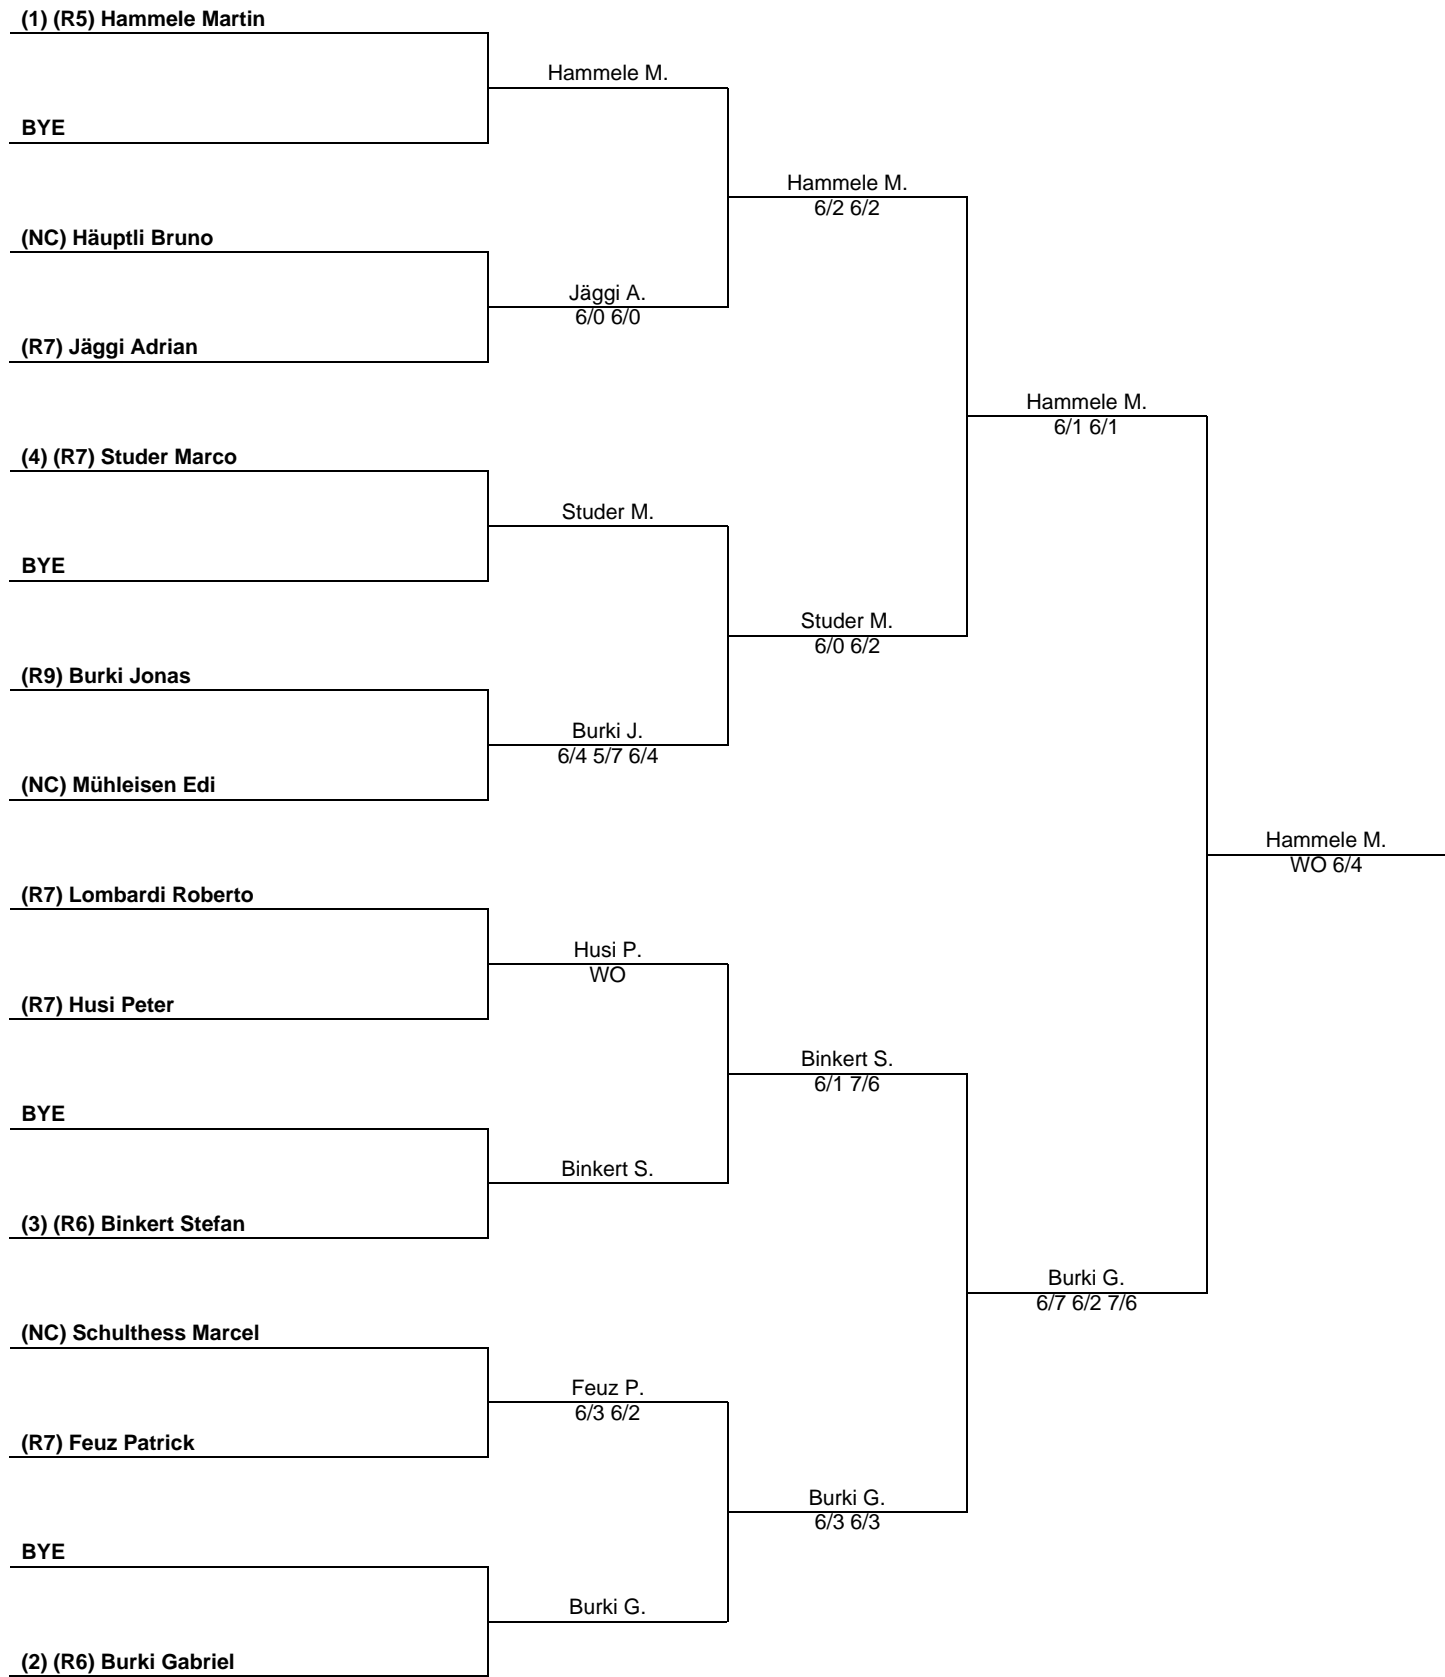 (1) (R5) Hammele Martin
Hammele M.
BYE
Hammele M.
6/2 6/2
(NC) Häuptli Bruno
Jäggi A.
6/0 6/0
(R7) Jäggi Adrian
Hammele M.
6/1 6/1
(4) (R7) Studer Marco
Studer M.
BYE
Studer M.
6/0 6/2
(R9) Burki Jonas
Burki J.
6/4 5/7 6/4
(NC) Mühleisen Edi
Hammele M.
WO 6/4
(R7) Lombardi Roberto
Husi P.
WO
(R7) Husi Peter
Binkert S.
6/1 7/6
BYE
Binkert S.
(3) (R6) Binkert Stefan
Burki G.
6/7 6/2 7/6
(NC) Schulthess Marcel
Feuz P.
6/3 6/2
(R7) Feuz Patrick
Burki G.
6/3 6/3
BYE
Burki G.
(2) (R6) Burki Gabriel